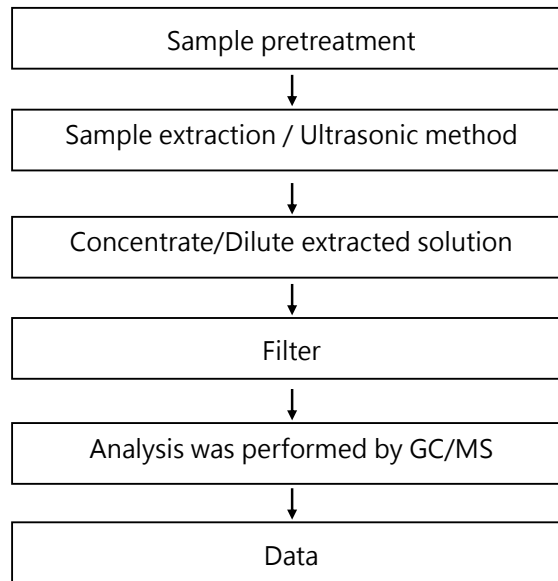 Sample pretreatment
Sample extraction / Ultrasonic method
Concentrate/Dilute extracted solution
Filter
Analysis was performed by GC/MS
Data